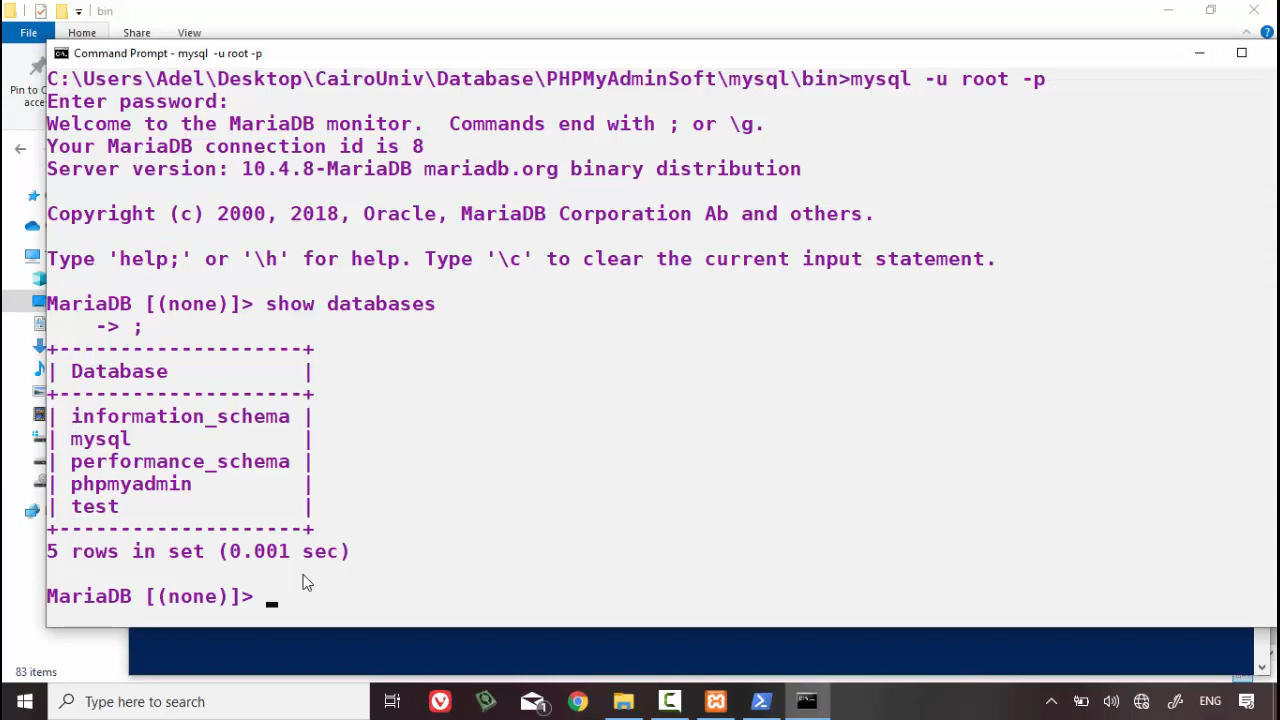 bin
File
Home
Share
View
Pin to
acce
Command Prompt - mysql -u root -p
C:\Users\Adel\Desktop\CairoUniv\Database\PHPMyAdminSoft\mysql\bin>mysql -u root -p
Enter password:
Welcome to the MariaDB monitor.  Commands end with ; or \g.
Your MariaDB connection id is 8
Server version: 10.4.8-MariaDB mariadb.org binary distribution
Copyright (c) 2000, 2018, Oracle, MariaDB Corporation Ab and others.
Type 'help;' or '\h' for help. Type '\c' to clear the current input statement.
MariaDB [(none)]> show databases
    -> ;
+--------------------+
| Database           |
+--------------------+
| information_schema |
| mysql              |
| performance_schema |
| phpmyadmin         |
| test               |
+--------------------+
5 rows in set (0.001 sec)
MariaDB [(none)]>
83 items
Type here to search
1
ENG